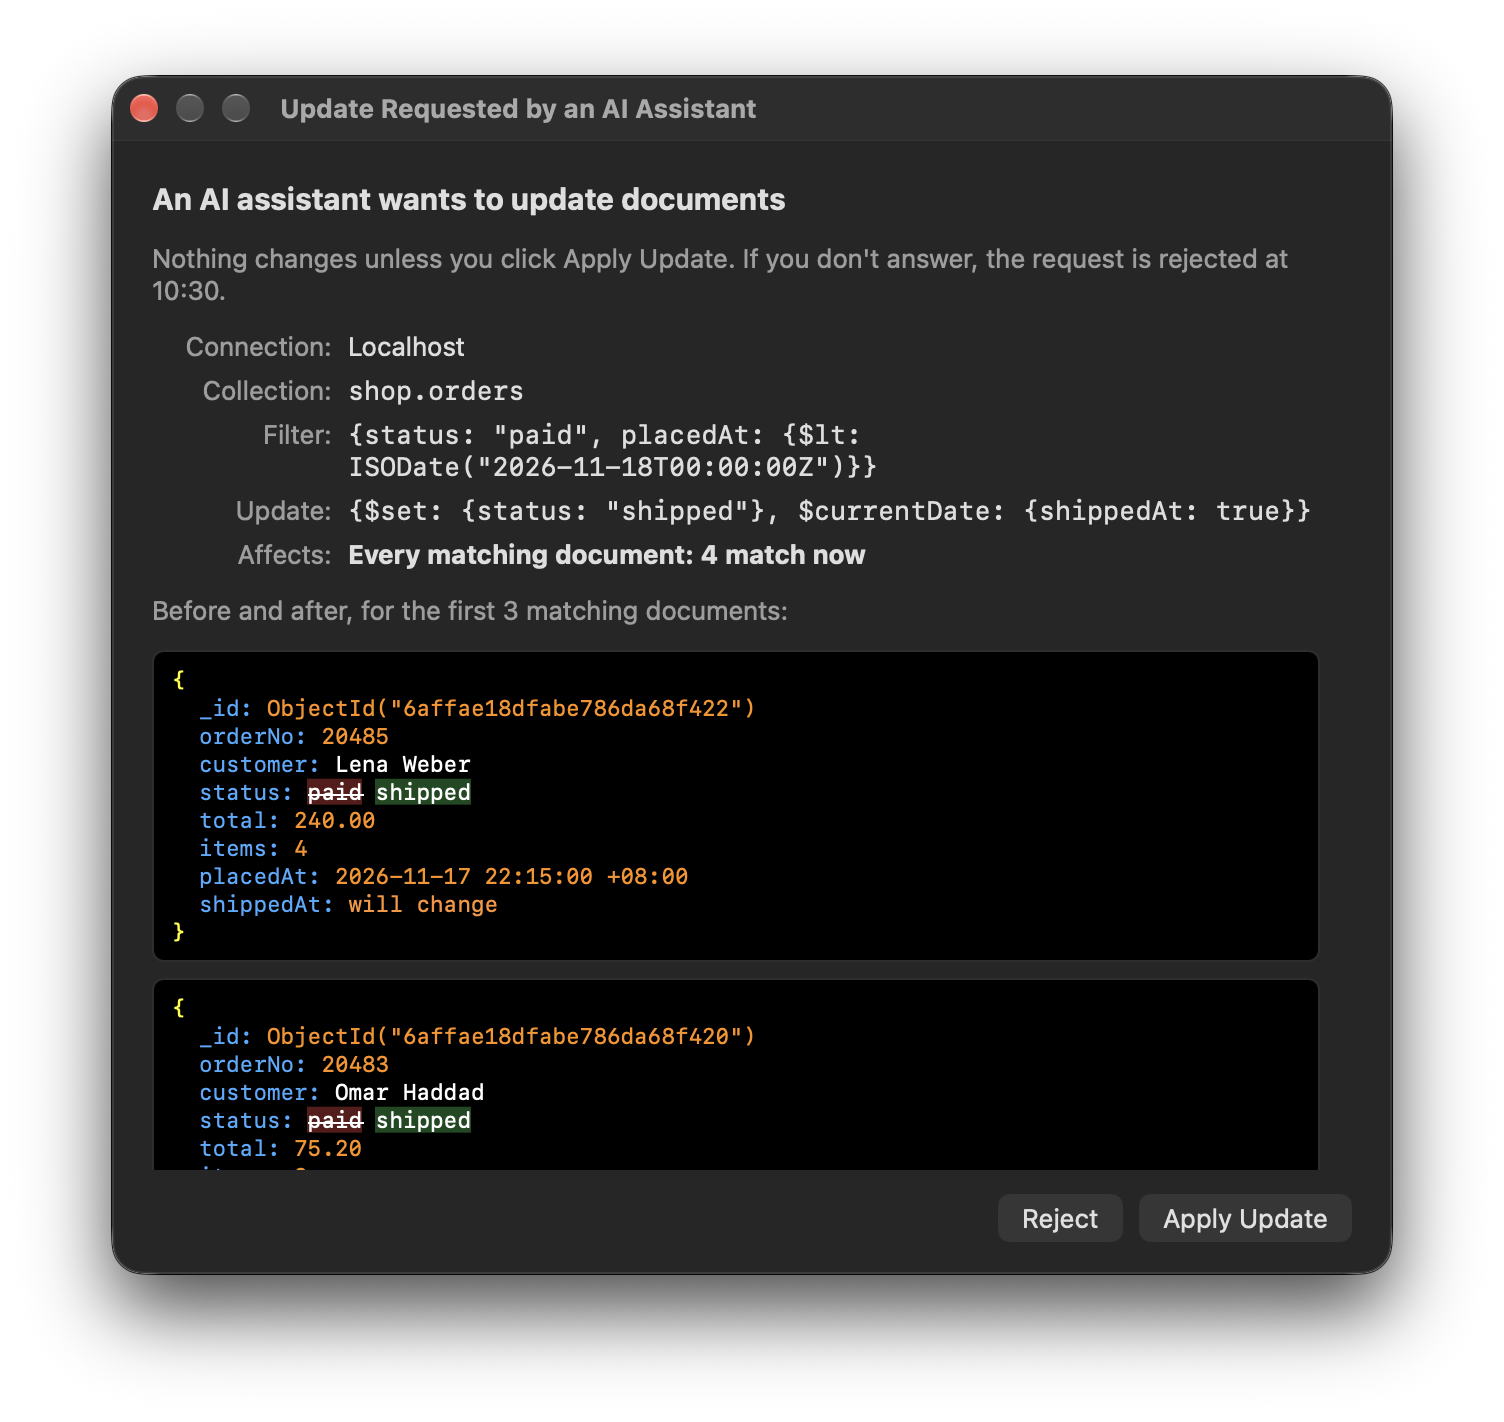 Update Requested by an AI Assistant
An AI assistant wants to update documents
Nothing changes unless you click Apply Update. If you don't answer, the request is rejected at
10:30.
Connection: Localhost
Collection: shop.orders
Filter: {status: "paid", placedAt: {$lt:
ISODate("2026-11-18T00:00:00Z")}}
Update: {$set: {status: "shipped"}, $currentDate: {shippedAt: true}}
Affects: Every matching document: 4 match now
Before and after, for the first 3 matching documents:
{
_id: ObjectId("6affae18dfabe786da68f422")
orderNo: 20485
customer: Lena Weber
status: paid shipped
total: 240.00
items: 4
placedAt: 2026-11-17 22:15:00 +08:00
shippedAt: will change
}
{
_id: ObjectId("6affae18dfabe786da68f420")
orderNo: 20483
customer: Omar Haddad
status: paid shipped
total: 75.20
Reject Apply Update